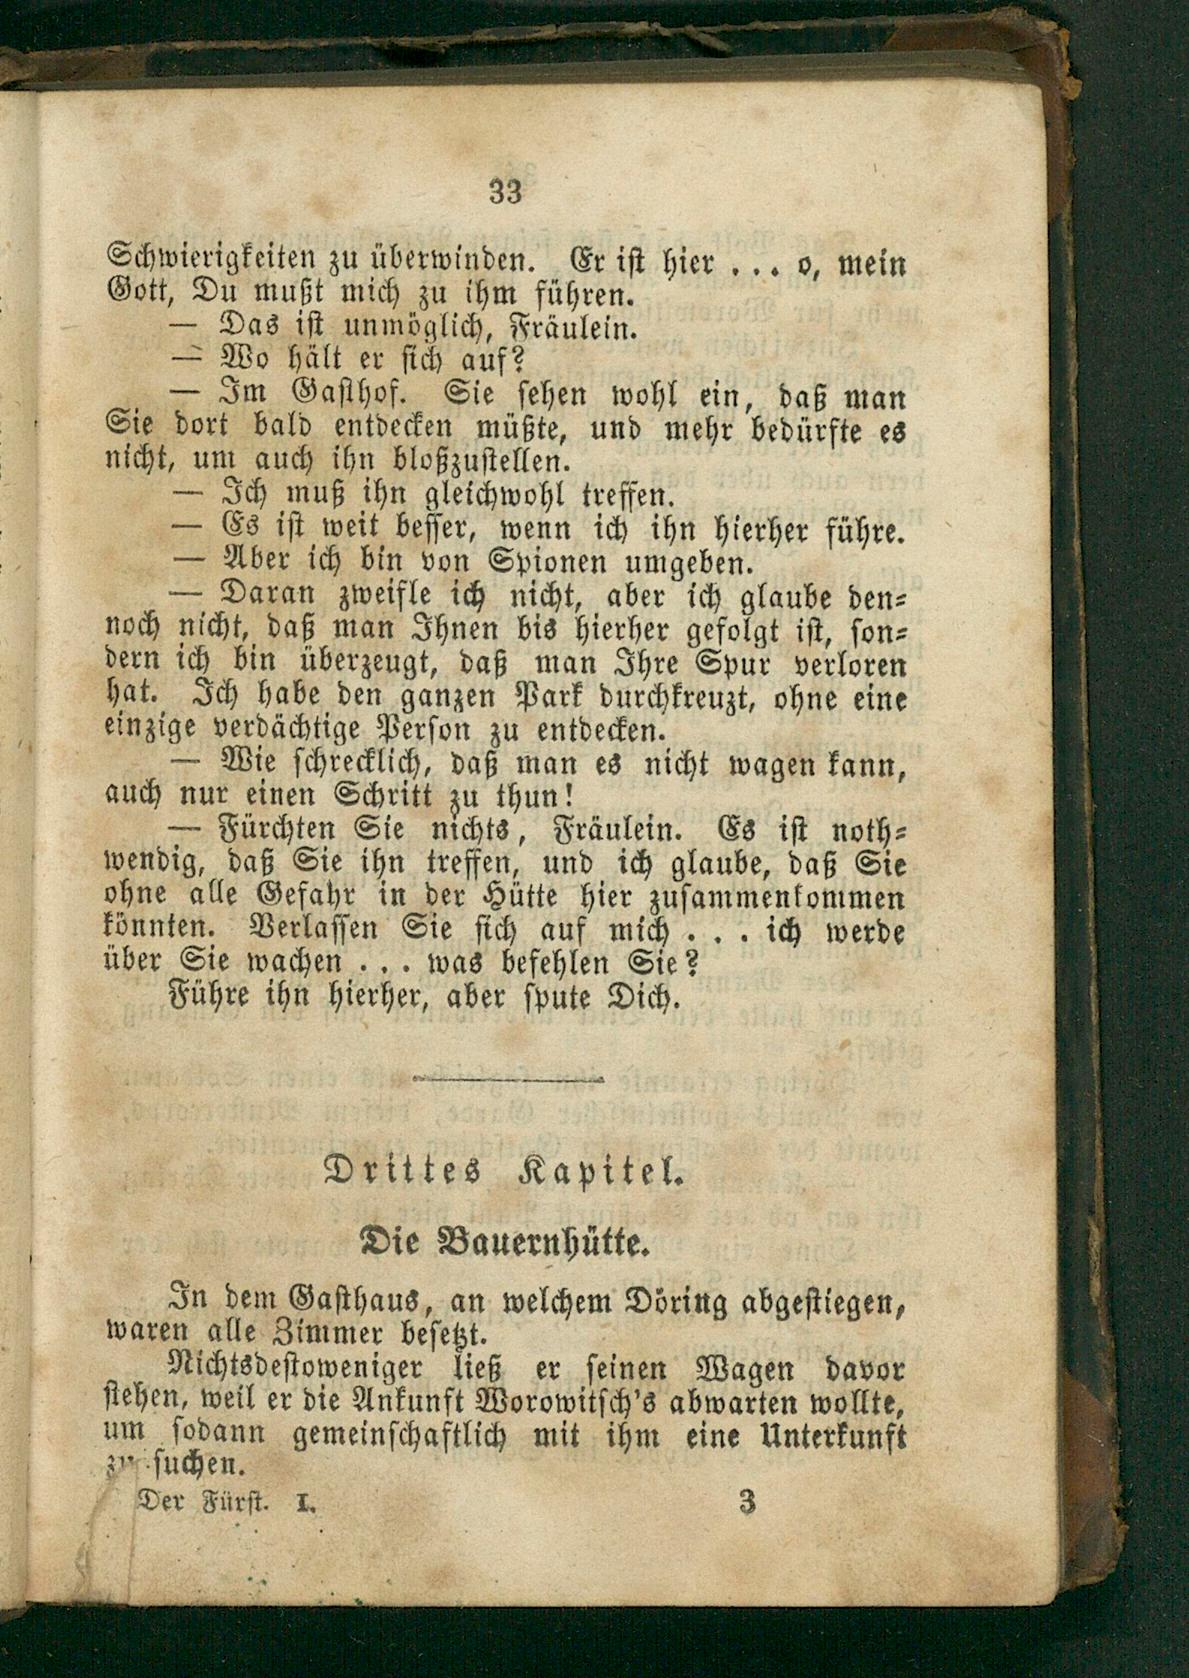 33
Schwierigkeiten zu überwinden. Er ist hier . . . o, mein
Gott, Du mußt mich zu ihm führen.
— Das ist unmöglich, Fräulein.
— Wo hält er sich auf?
— Im Gasthof. Sie sehen wohl ein, daß man
Sie dort bald entdecken müßte, und mehr bedürfte es
nicht, um auch ihn bloßzustellen.
— Ich muß ihn gleichwohl treffen.
— Es ist weit besser, wenn ich ihn hierher führe.
— Aber ich bin von Spionen umgeben.
— Daran zweifle ich nicht, aber ich glaube den-
noch nicht, daß man Ihnen bis hierher gefolgt ist, son-
dern ich bin überzeugt, daß man Ihre Spur verloren
hat. Ich habe den ganzen Park durchkreuzt, ohne eine
einzige verdächtige Person zu entdecken.
— Wie schrecklich, daß man es nicht wagen kann,
auch nur einen Schritt zu thun!
— Fürchten Sie nichts, Fräulein. Es ist noth-
wendig, daß Sie ihn treffen, und ich glaube, daß Sie
ohne alle Gefahr in der Hütte hier zusammenkommen
könnten. Verlassen Sie sich auf mich . . . ich werde
über Sie wachen . . . was befehlen Sie?
Führe ihn hierher, aber spute Dich.
Drittes Kapitel.
Die Bauernhütte.
In dem Gasthaus, an welchem Döring abgestiegen,
waren alle Zimmer besetzt.
Nichtsdestoweniger ließ er seinen Wagen davor
stehen, weil er die Ankunft Worowitsch's abwarten wollte,
um sodann gemeinschaftlich mit ihm eine Unterkunft
zu suchen.
Der Fürst. I. 3